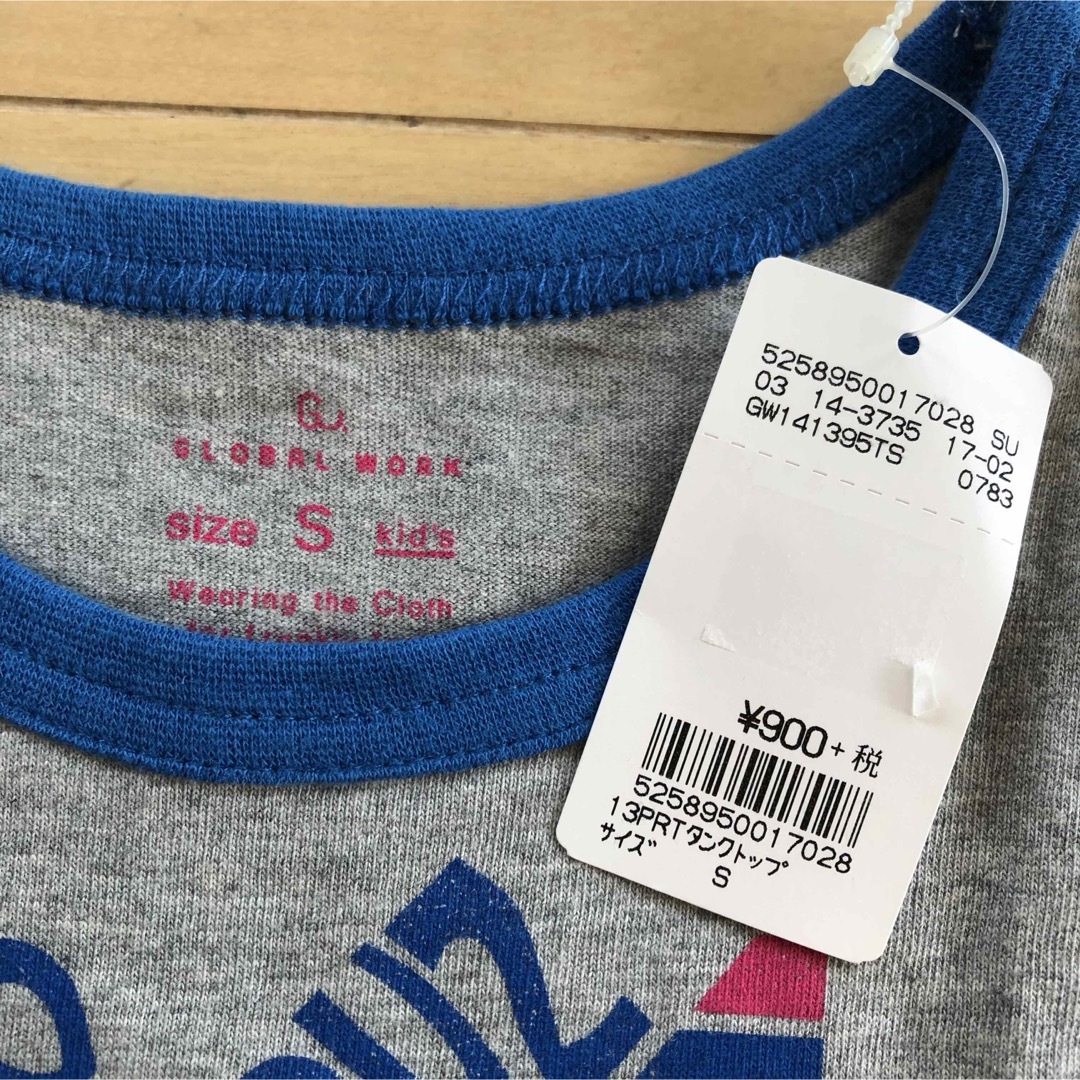 GW.
GLOBAL WORK
size S kid's
Wearing the Cloth
5258950017028 SU
03 14-3735 17-02
GW141395TS 0783
¥900+税
5258950017028
13PRTタンクトップ
サイズ
S